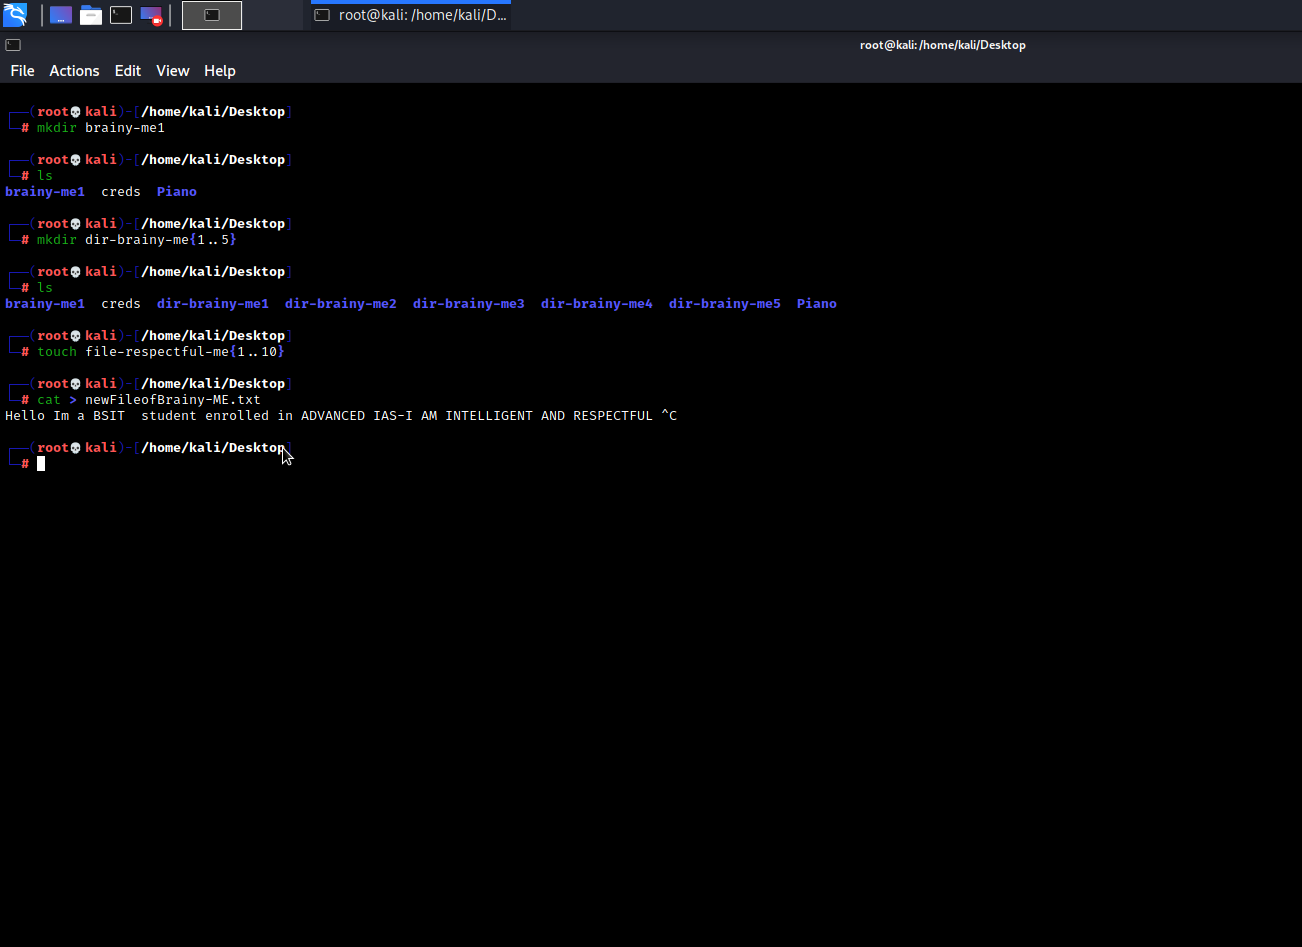 root@kali: /home/kali/D...
root@kali: /home/kali/Desktop
File Actions Edit View Help
┌──(root💀kali)-[/home/kali/Desktop]
└─# mkdir brainy-me1
┌──(root💀kali)-[/home/kali/Desktop]
└─# ls
brainy-me1  creds  Piano
┌──(root💀kali)-[/home/kali/Desktop]
└─# mkdir dir-brainy-me{1..5}
┌──(root💀kali)-[/home/kali/Desktop]
└─# ls
brainy-me1  creds  dir-brainy-me1  dir-brainy-me2  dir-brainy-me3  dir-brainy-me4  dir-brainy-me5  Piano
┌──(root💀kali)-[/home/kali/Desktop]
└─# touch file-respectful-me{1..10}
┌──(root💀kali)-[/home/kali/Desktop]
└─# cat > newFileofBrainy-ME.txt
Hello Im a BSIT  student enrolled in ADVANCED IAS-I AM INTELLIGENT AND RESPECTFUL ^C
┌──(root💀kali)-[/home/kali/Desktop]
└─#